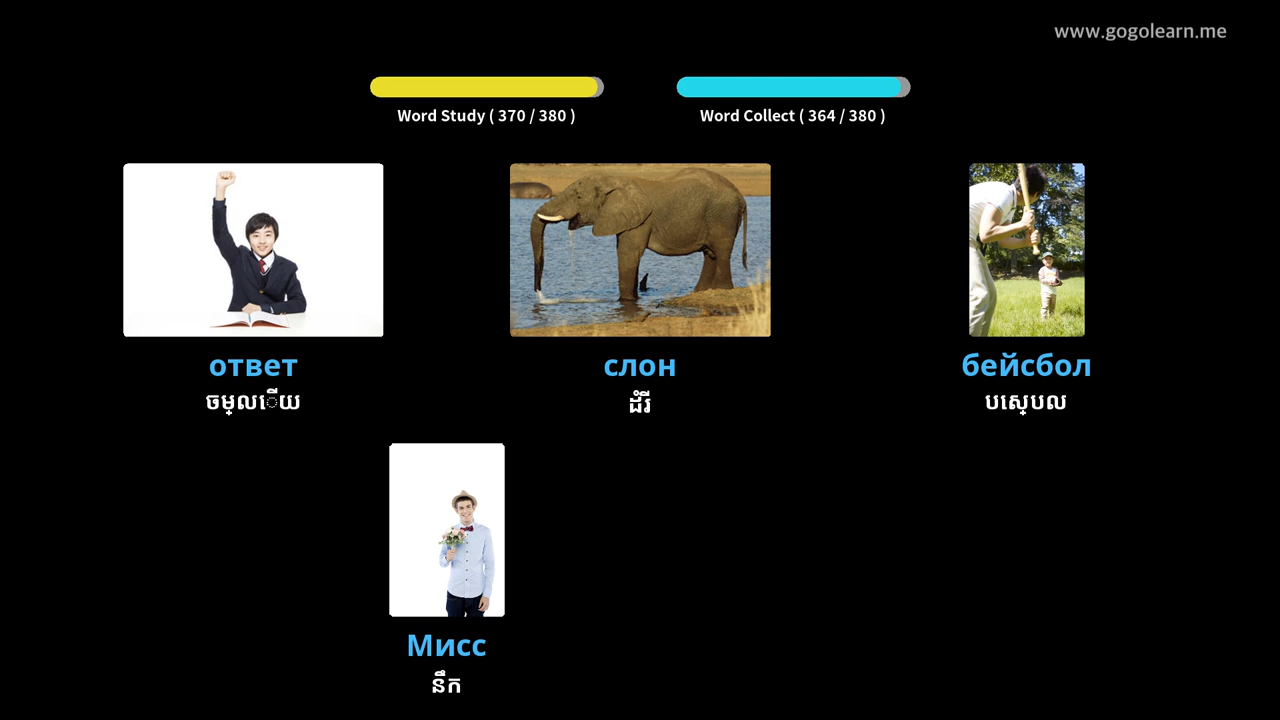 www.gogolearn.me
Word Study ( 370 / 380 )
Word Collect ( 364 / 380 )
ответ
слон
бейсбол
ចម្លើយ
ដំរី
បេស្បល
Мисс
នឹក